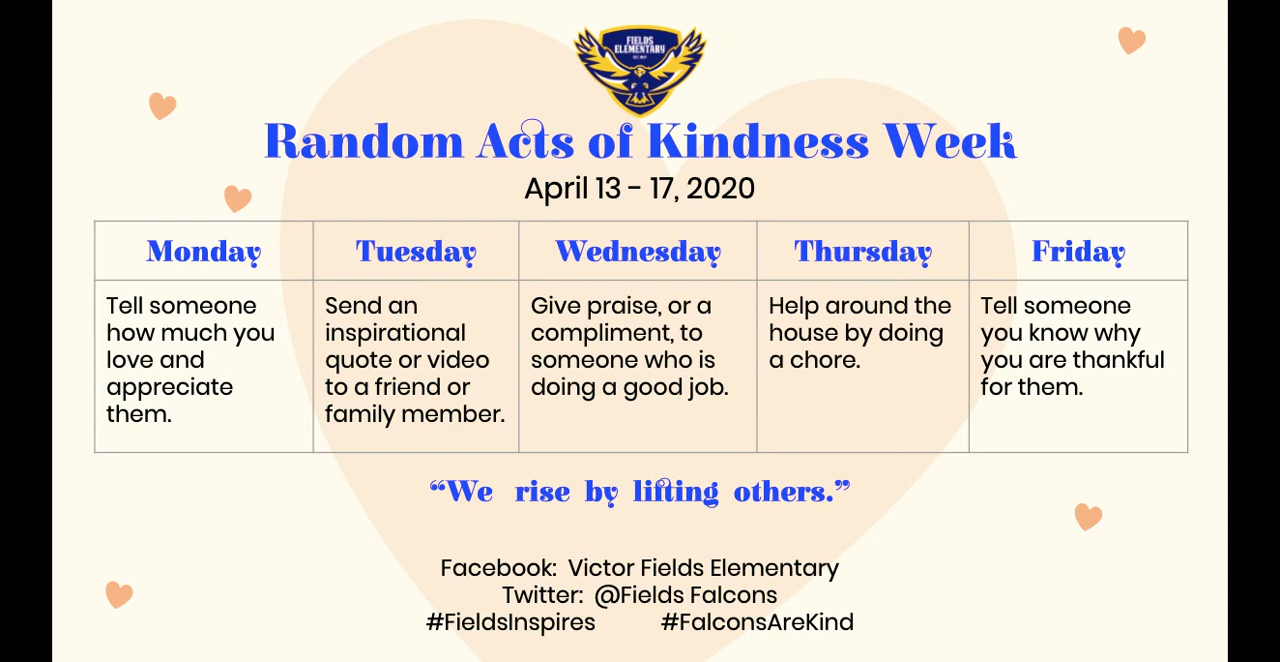 FIELDS
ELEMENTARY
Random Acts of Kindness Week
April 13 - 17, 2020
Monday
Tuesday
Wednesday
Thursday
Friday
Tell someone
how much you
love and
appreciate
them.
Send an
inspirational
quote or video
to a friend or
family member.
Give praise, or a
compliment, to
someone who is
doing a good job.
Help around the
house by doing
a chore.
Tell someone
you know why
you are thankful
for them.
“We rise by lifting others.”
Facebook: Victor Fields Elementary
Twitter: @Fields Falcons
#FieldsInspires #FalconsAreKind